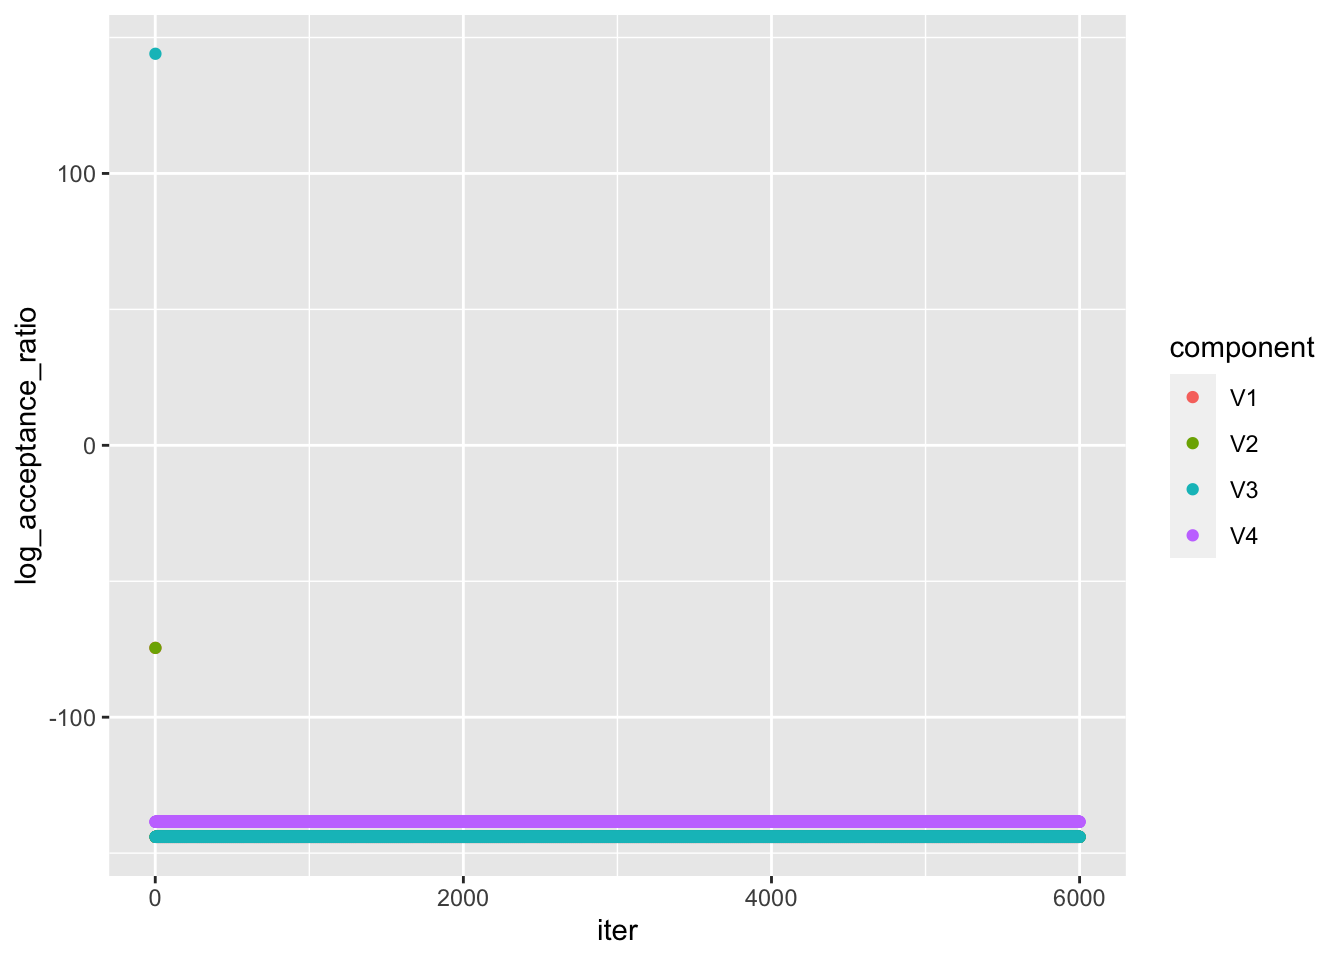 100
0
-100
log_acceptance_ratio
0
2000
4000
6000
iter
component
V1
V2
V3
V4